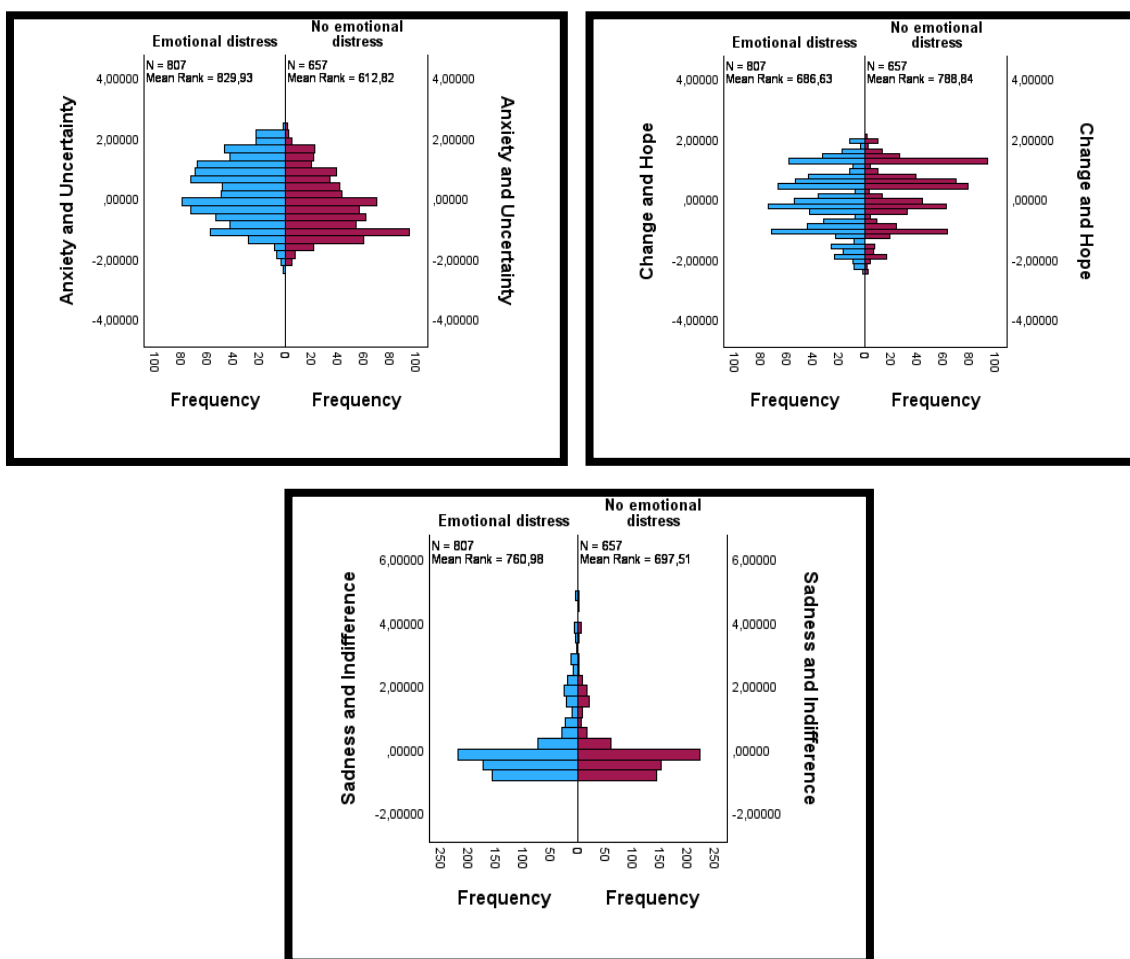 Emotional distress
No emotional
distress
N = 807
Mean Rank = 829,93
N = 657
Mean Rank = 612,82
4,00000
2,00000
,00000
-2,00000
-4,00000
Anxiety and Uncertainty
4,00000
2,00000
,00000
-2,00000
-4,00000
Anxiety and Uncertainty
100 80 60 40 20 0 20 40 60 80 100
Frequency Frequency
Emotional distress
No emotional
distress
N = 807
Mean Rank = 686,63
N = 657
Mean Rank = 788,84
4,00000
2,00000
,00000
-2,00000
-4,00000
Change and Hope
4,00000
2,00000
,00000
-2,00000
-4,00000
Change and Hope
100 80 60 40 20 0 20 40 60 80 100
Frequency Frequency
Emotional distress
No emotional
distress
N = 807
Mean Rank = 760,98
N = 657
Mean Rank = 697,51
6,00000
4,00000
2,00000
,00000
-2,00000
Sadness and Indifference
6,00000
4,00000
2,00000
,00000
-2,00000
Sadness and Indifference
250 200 150 100 50 0 50 100 150 200 250
Frequency Frequency